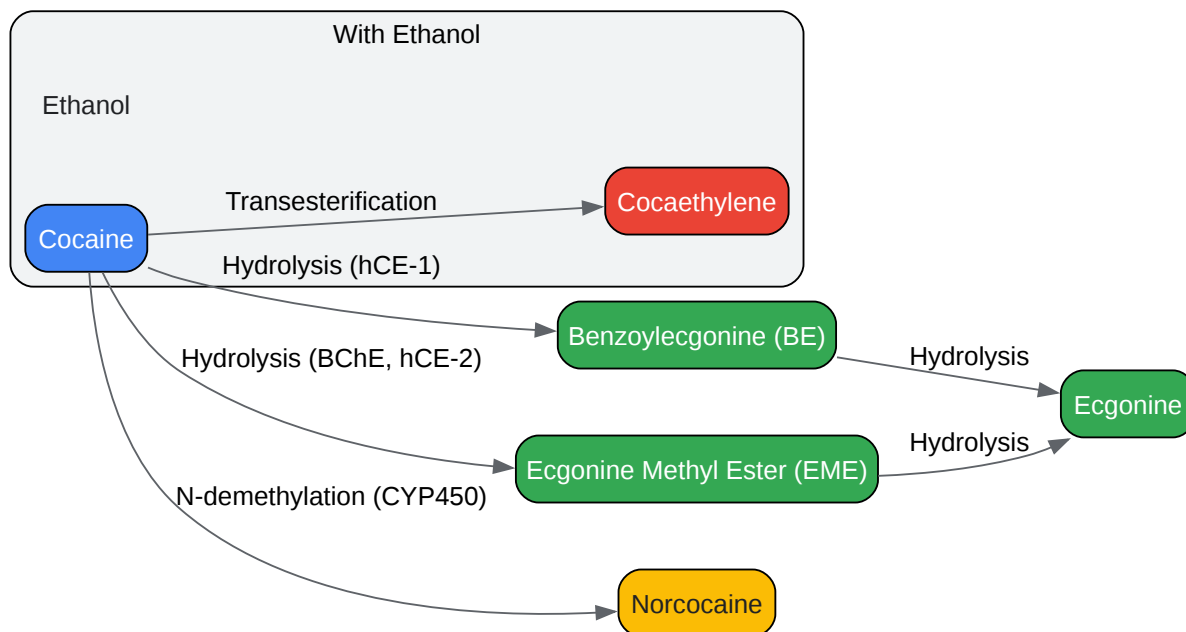 With Ethanol
Ethanol
Transesterification
Cocaethylene
Cocaine
Hydrolysis (hCE-1)
Benzoylecgonine (BE)
Hydrolysis (BChE, hCE-2)
Hydrolysis
Ecgonine
Hydrolysis
Ecgonine Methyl Ester (EME)
N-demethylation (CYP450)
Norcocaine